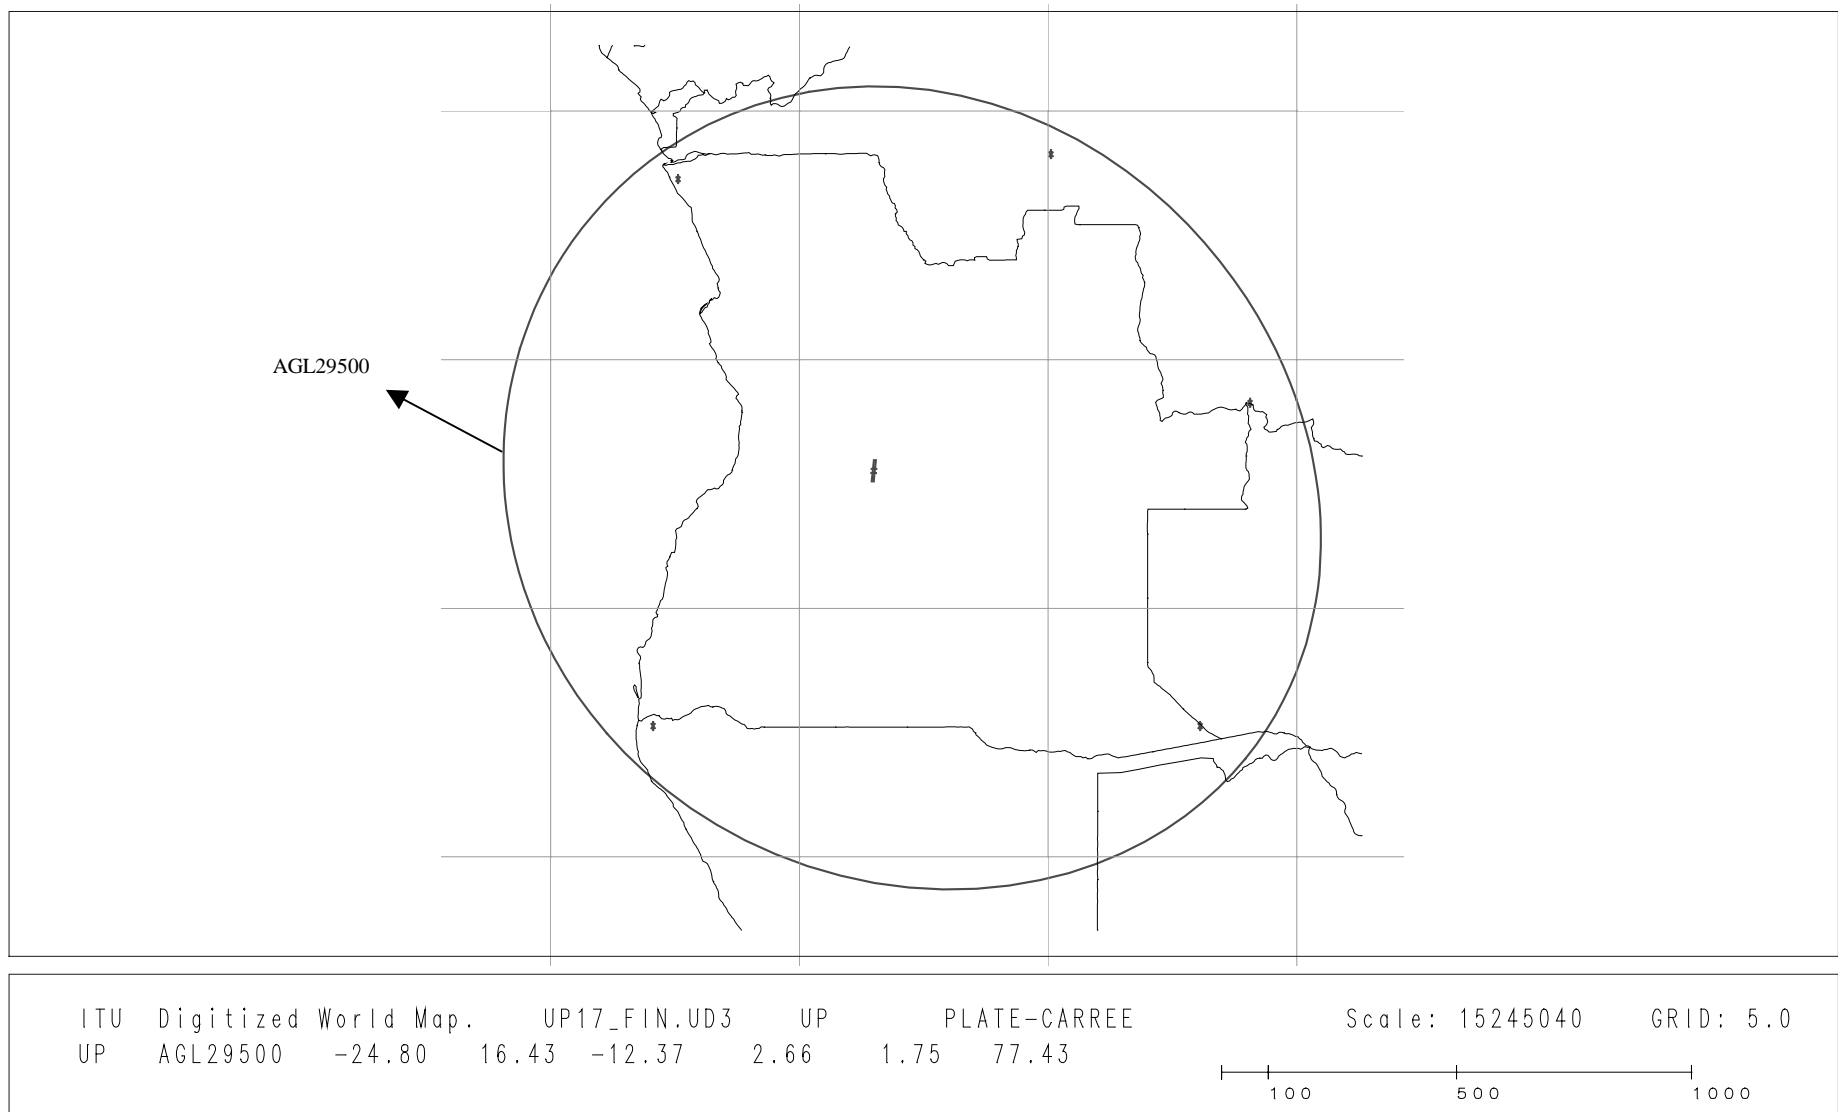 AGL29500
ITU Digitized World Map. UP17_FIN.UD3 UP PLATE-CARREE Scale: 15245040 GRID: 5.0
UP AGL29500 -24.80 16.43 -12.37 2.66 1.75 77.43
100 500 1000